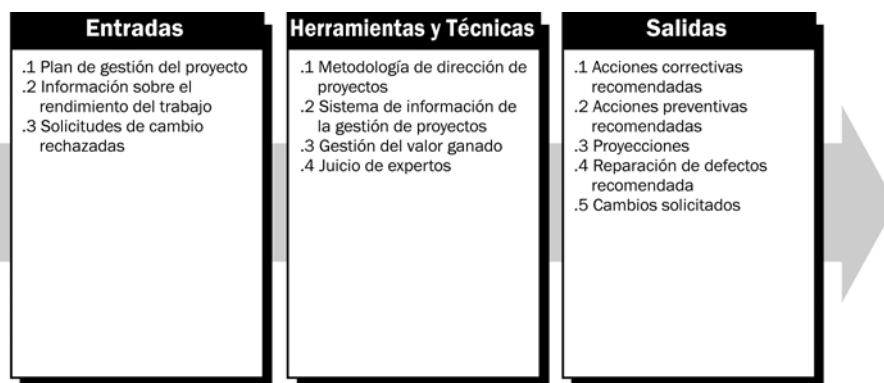 Entradas
.1 Plan de gestión del proyecto
.2 Información sobre el
rendimiento del trabajo
.3 Solicitudes de cambio
rechazadas
Herramientas y Técnicas
.1 Metodología de dirección de
proyectos
.2 Sistema de información de
la gestión de proyectos
.3 Gestión del valor ganado
.4 Juicio de expertos
Salidas
.1 Acciones correctivas
recomendadas
.2 Acciones preventivas
recomendadas
.3 Proyecciones
.4 Reparación de defectos
recomendada
.5 Cambios solicitados